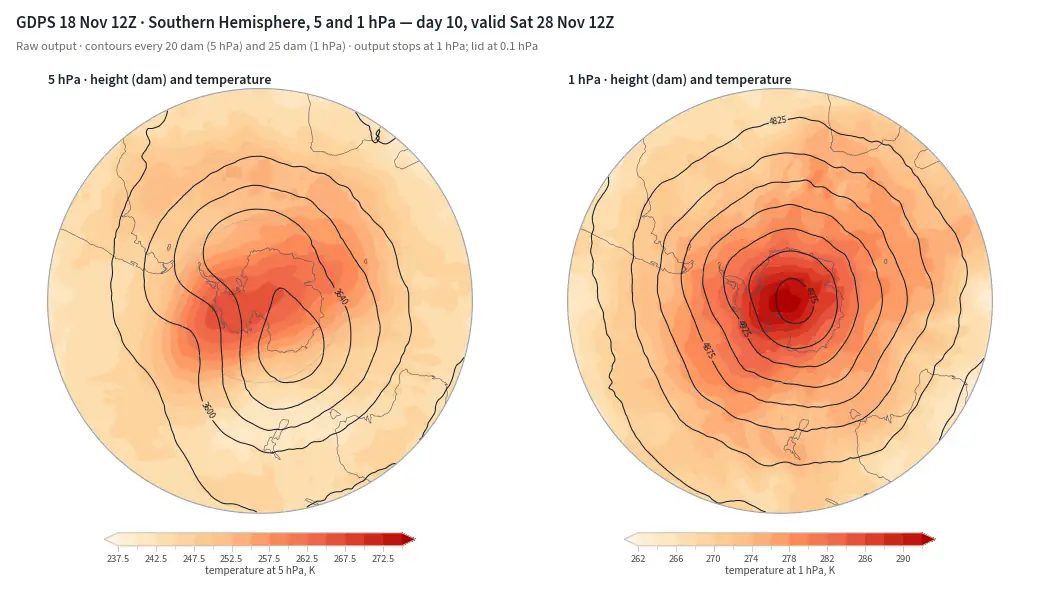 GDPS 18 Nov 12Z · Southern Hemisphere, 5 and 1 hPa — day 10, valid Sat 28 Nov 12Z
Raw output · contours every 20 dam (5 hPa) and 25 dam (1 hPa) · output stops at 1 hPa; lid at 0.1 hPa
5 hPa · height (dam) and temperature
1 hPa · height (dam) and temperature
4825
3640
3600
4925
4875
237.5 242.5 247.5 252.5 257.5 262.5 267.5 272.5
temperature at 5 hPa, K
262 266 270 274 278 282 286 290
temperature at 1 hPa, K